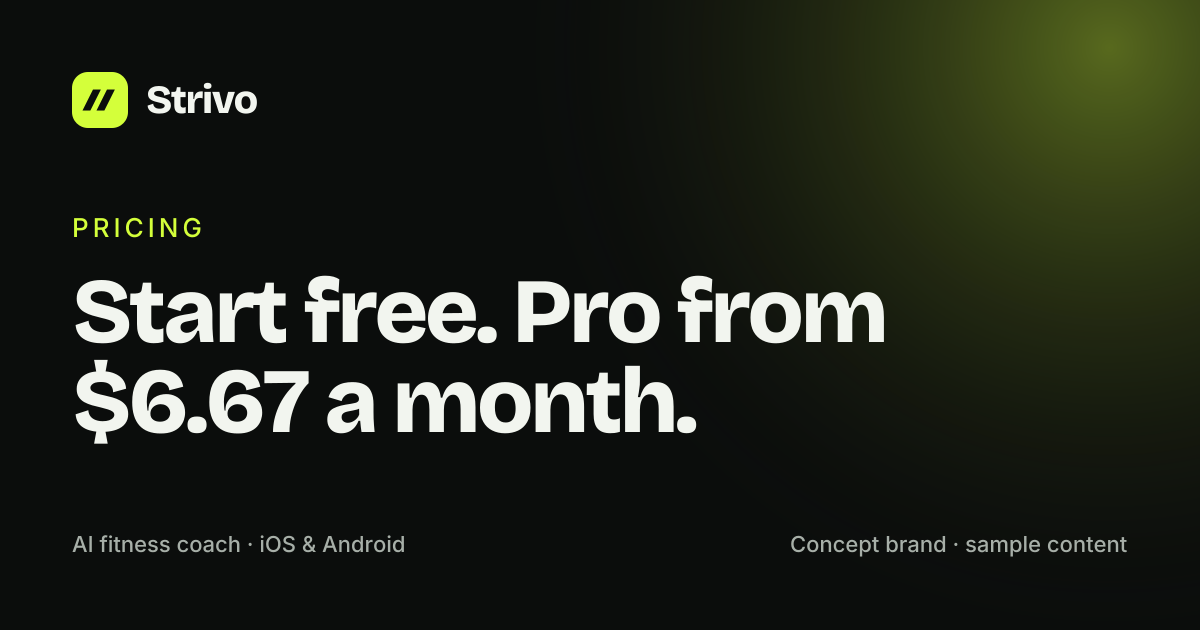 Strivo
PRICING
Start free. Pro from
$6.67 a month.
AI fitness coach · iOS & Android
Concept brand · sample content